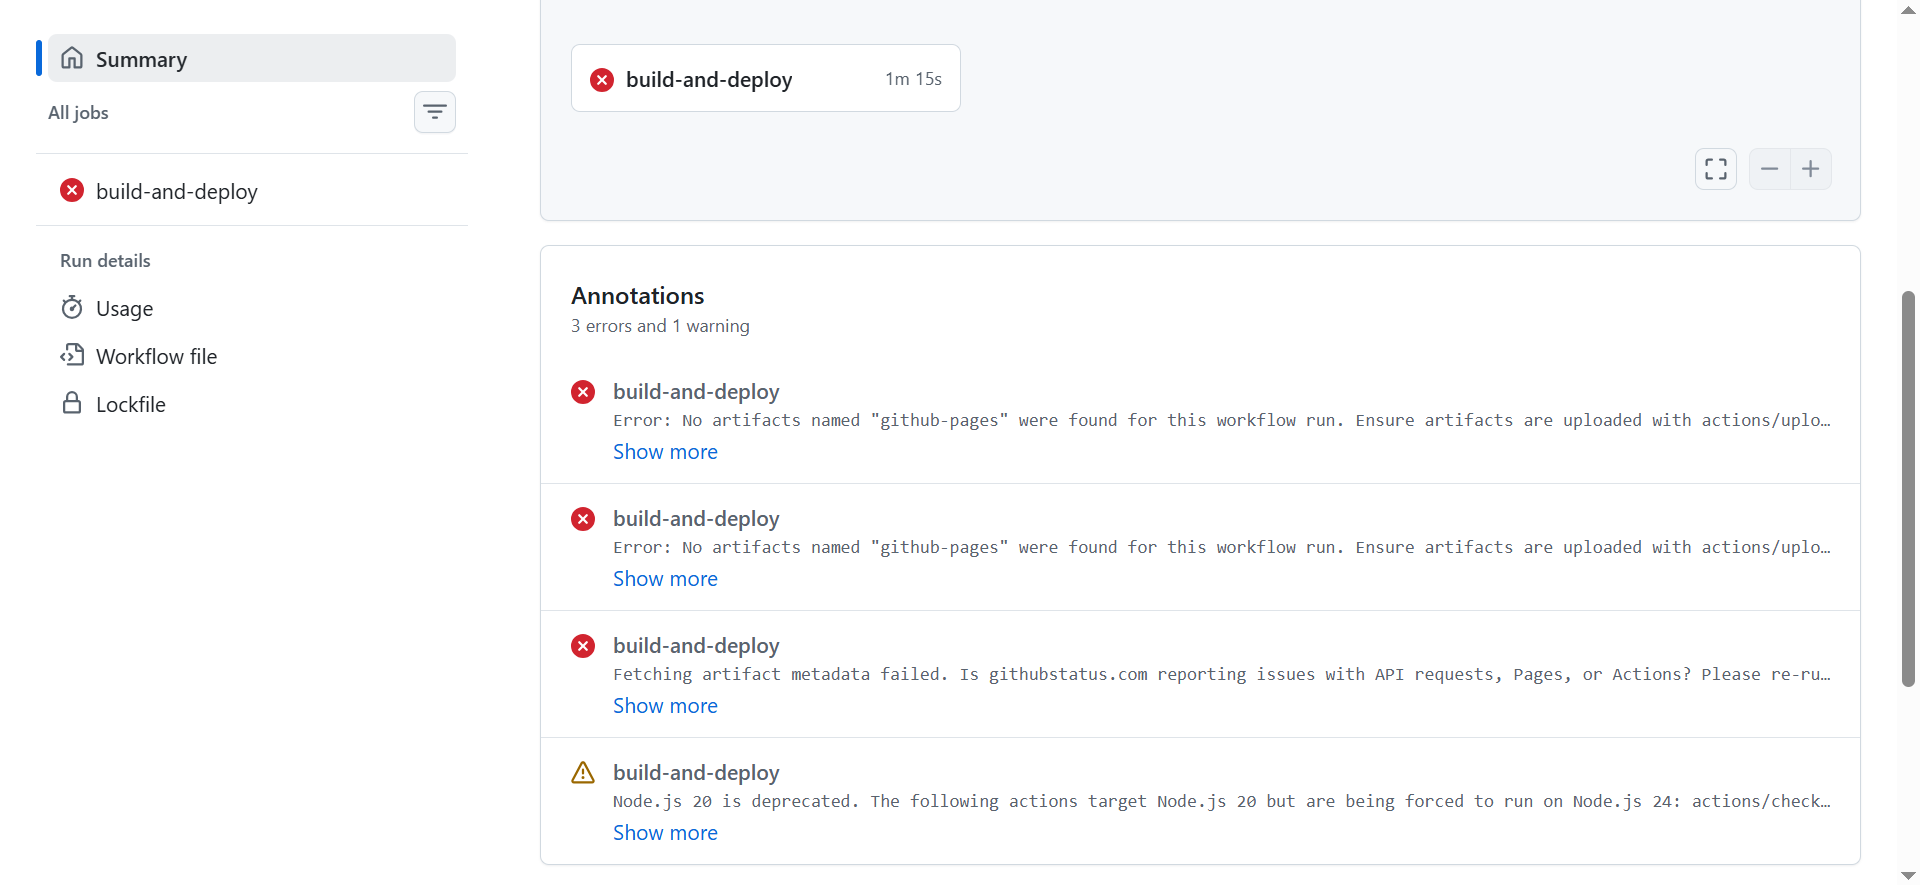 Summary
All jobs
build-and-deploy
Run details
Usage
Workflow file
Lockfile
build-and-deploy 1m 15s
Annotations
3 errors and 1 warning
build-and-deploy
Error: No artifacts named "github-pages" were found for this workflow run. Ensure artifacts are uploaded with actions/uplo…
Show more
build-and-deploy
Error: No artifacts named "github-pages" were found for this workflow run. Ensure artifacts are uploaded with actions/uplo…
Show more
build-and-deploy
Fetching artifact metadata failed. Is githubstatus.com reporting issues with API requests, Pages, or Actions? Please re-ru…
Show more
build-and-deploy
Node.js 20 is deprecated. The following actions target Node.js 20 but are being forced to run on Node.js 24: actions/check…
Show more